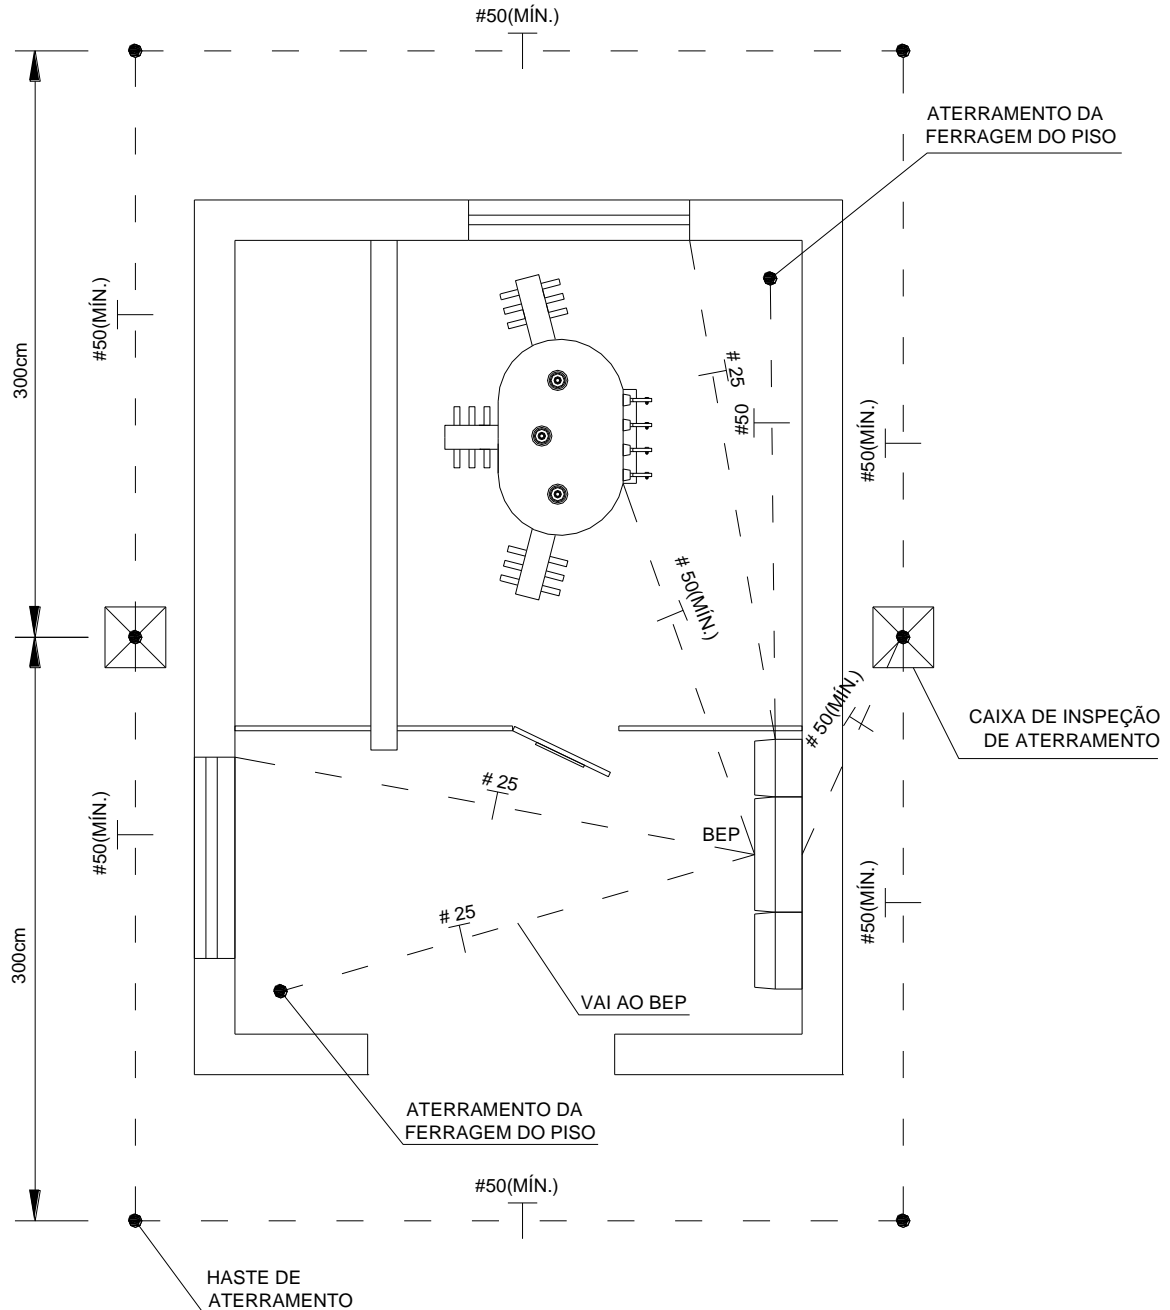 #50(MÍN.)
ATERRAMENTO DA
FERRAGEM DO PISO
#50(MÍN.)
300cm
# 25
#50
#50(MÍN.)
# 50(MÍN.)
# 50(MÍN.)
CAIXA DE INSPEÇÃO
DE ATERRAMENTO
# 25
#50(MÍN.)
BEP
# 25
#50(MÍN.)
300cm
VAI AO BEP
ATERRAMENTO DA
FERRAGEM DO PISO
#50(MÍN.)
HASTE DE
ATERRAMENTO